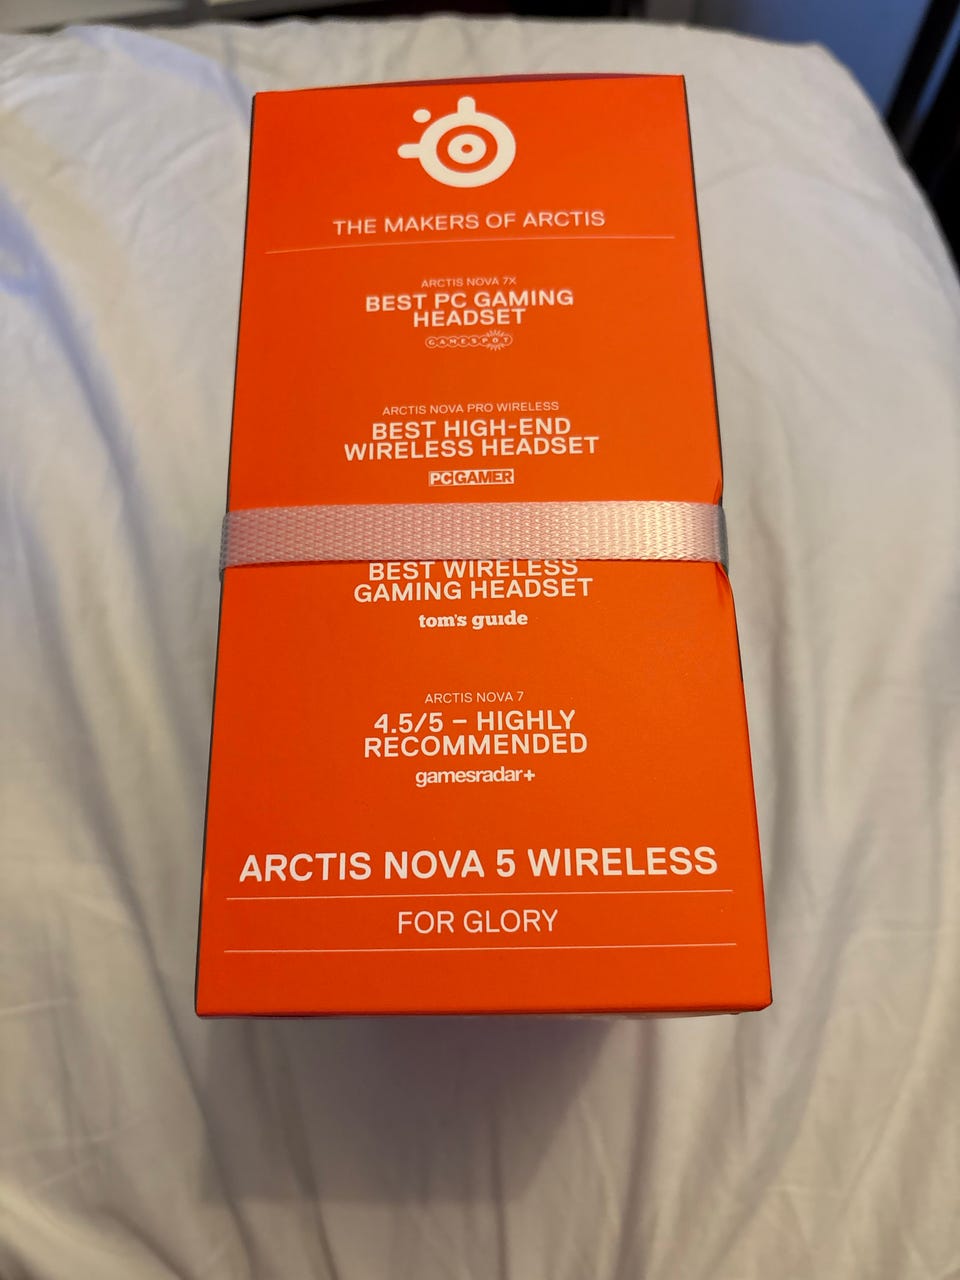 THE MAKERS OF ARCTIS
ARCTIS NOVA 7X
BEST PC GAMING
HEADSET
GAMESPOT
ARCTIS NOVA PRO WIRELESS
BEST HIGH-END
WIRELESS HEADSET
PC GAMER
BEST WIRELESS
GAMING HEADSET
tom's guide
ARCTIS NOVA 7
4.5/5 – HIGHLY
RECOMMENDED
gamesradar+
ARCTIS NOVA 5 WIRELESS
FOR GLORY